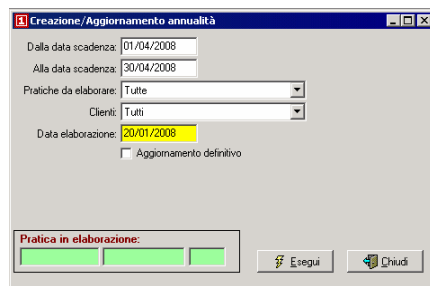 1 Creazione/Aggiornamento annualità
Dalla data scadenza: 01/04/2008
Alla data scadenza: 30/04/2008
Pratiche da elaborare: Tutte
Clienti: Tutti
Data elaborazione: 20/01/2008
Aggiornamento definitivo
Pratica in elaborazione:
Esegui
Chiudi